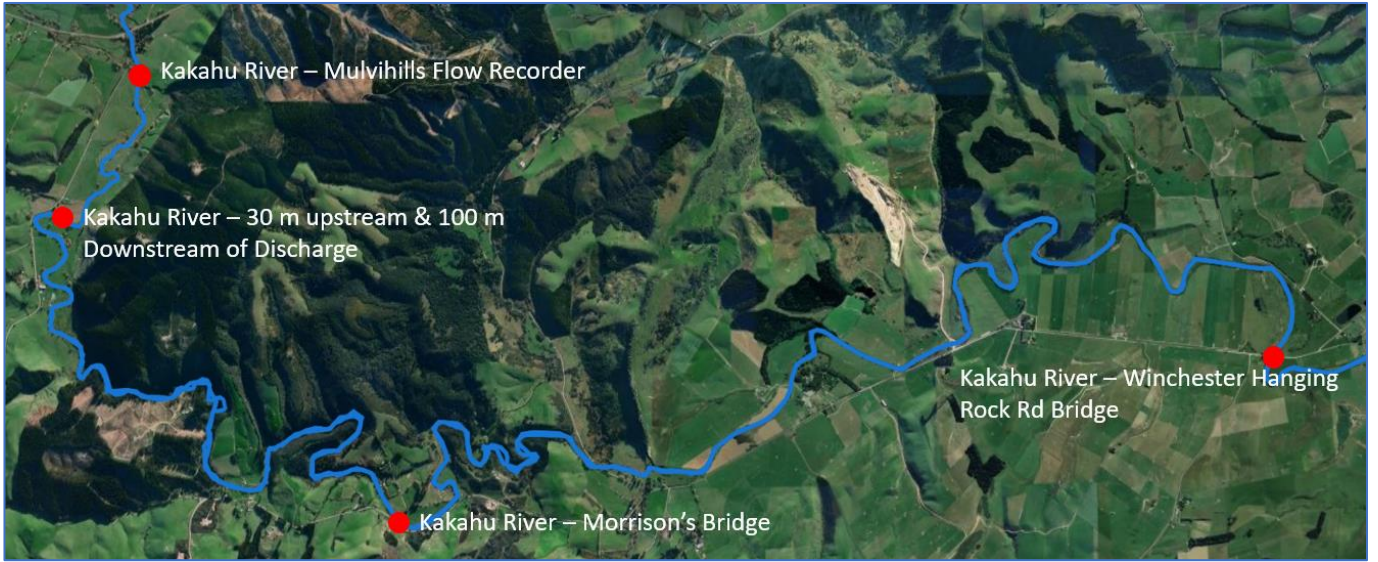 Kakahu River – Mulvihills Flow Recorder
Kakahu River – 30 m upstream & 100 m
Downstream of Discharge
Kakahu River – Winchester Hanging
Rock Rd Bridge
Kakahu River – Morrison's Bridge